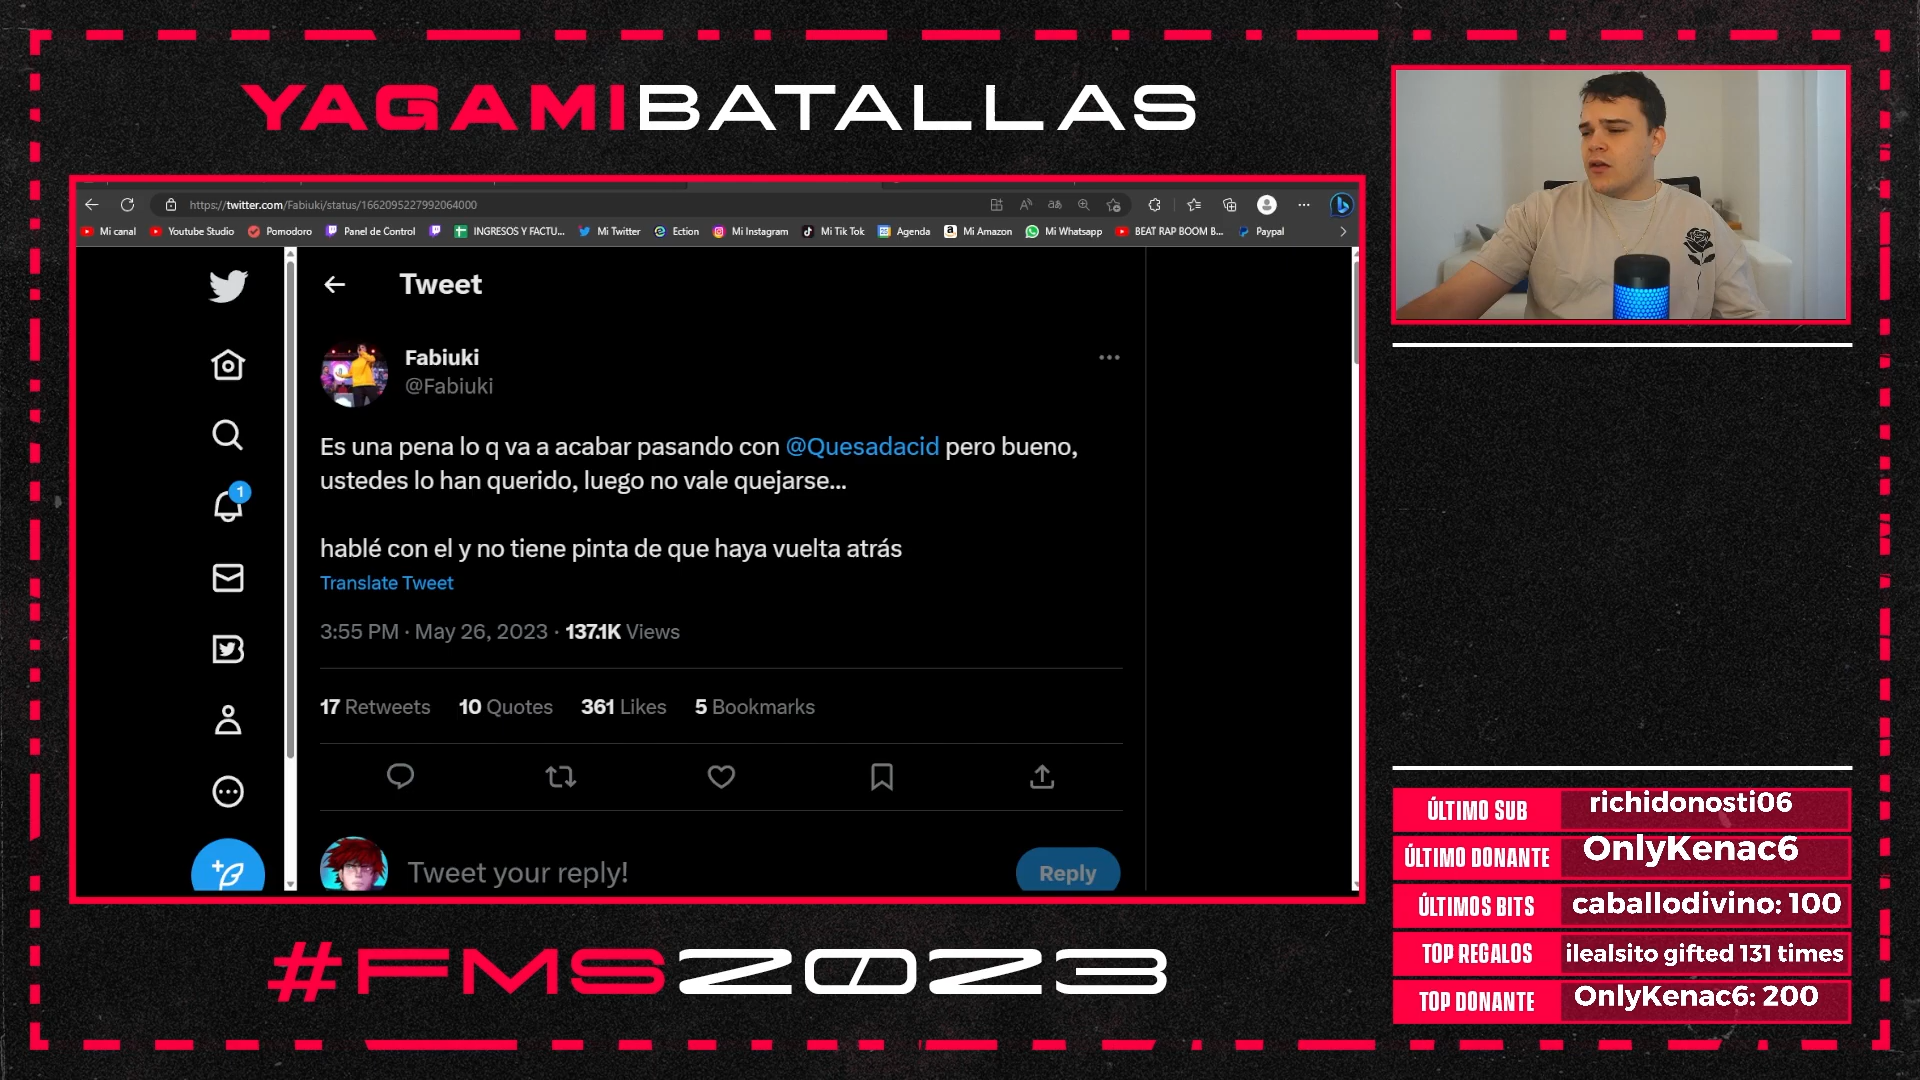 YAGAMIBATALLAS
https://twitter.com/Fabiuki/status/1662095227992064000
Mi canal Youtube Studio Pomodoro Panel de Control INGRESOS Y FACTU... Mi Twitter Ection Mi Instagram Mi Tik Tok Agenda Mi Amazon Mi Whatsapp BEAT RAP BOOM B... Paypal
Tweet
Fabiuki
@Fabiuki
Es una pena lo q va a acabar pasando con @Quesadacid pero bueno,
ustedes lo han querido, luego no vale quejarse...
hablé con el y no tiene pinta de que haya vuelta atrás
Translate Tweet
3:55 PM · May 26, 2023 · 137.1K Views
17 Retweets 10 Quotes 361 Likes 5 Bookmarks
1
Tweet your reply!
Reply
#FMS2023
ÚLTIMO SUB richidonosti06
ÚLTIMO DONANTE OnlyKenac6
ÚLTIMOS BITS caballodivino: 100
TOP REGALOS ilealsito gifted 131 times
TOP DONANTE OnlyKenac6: 200